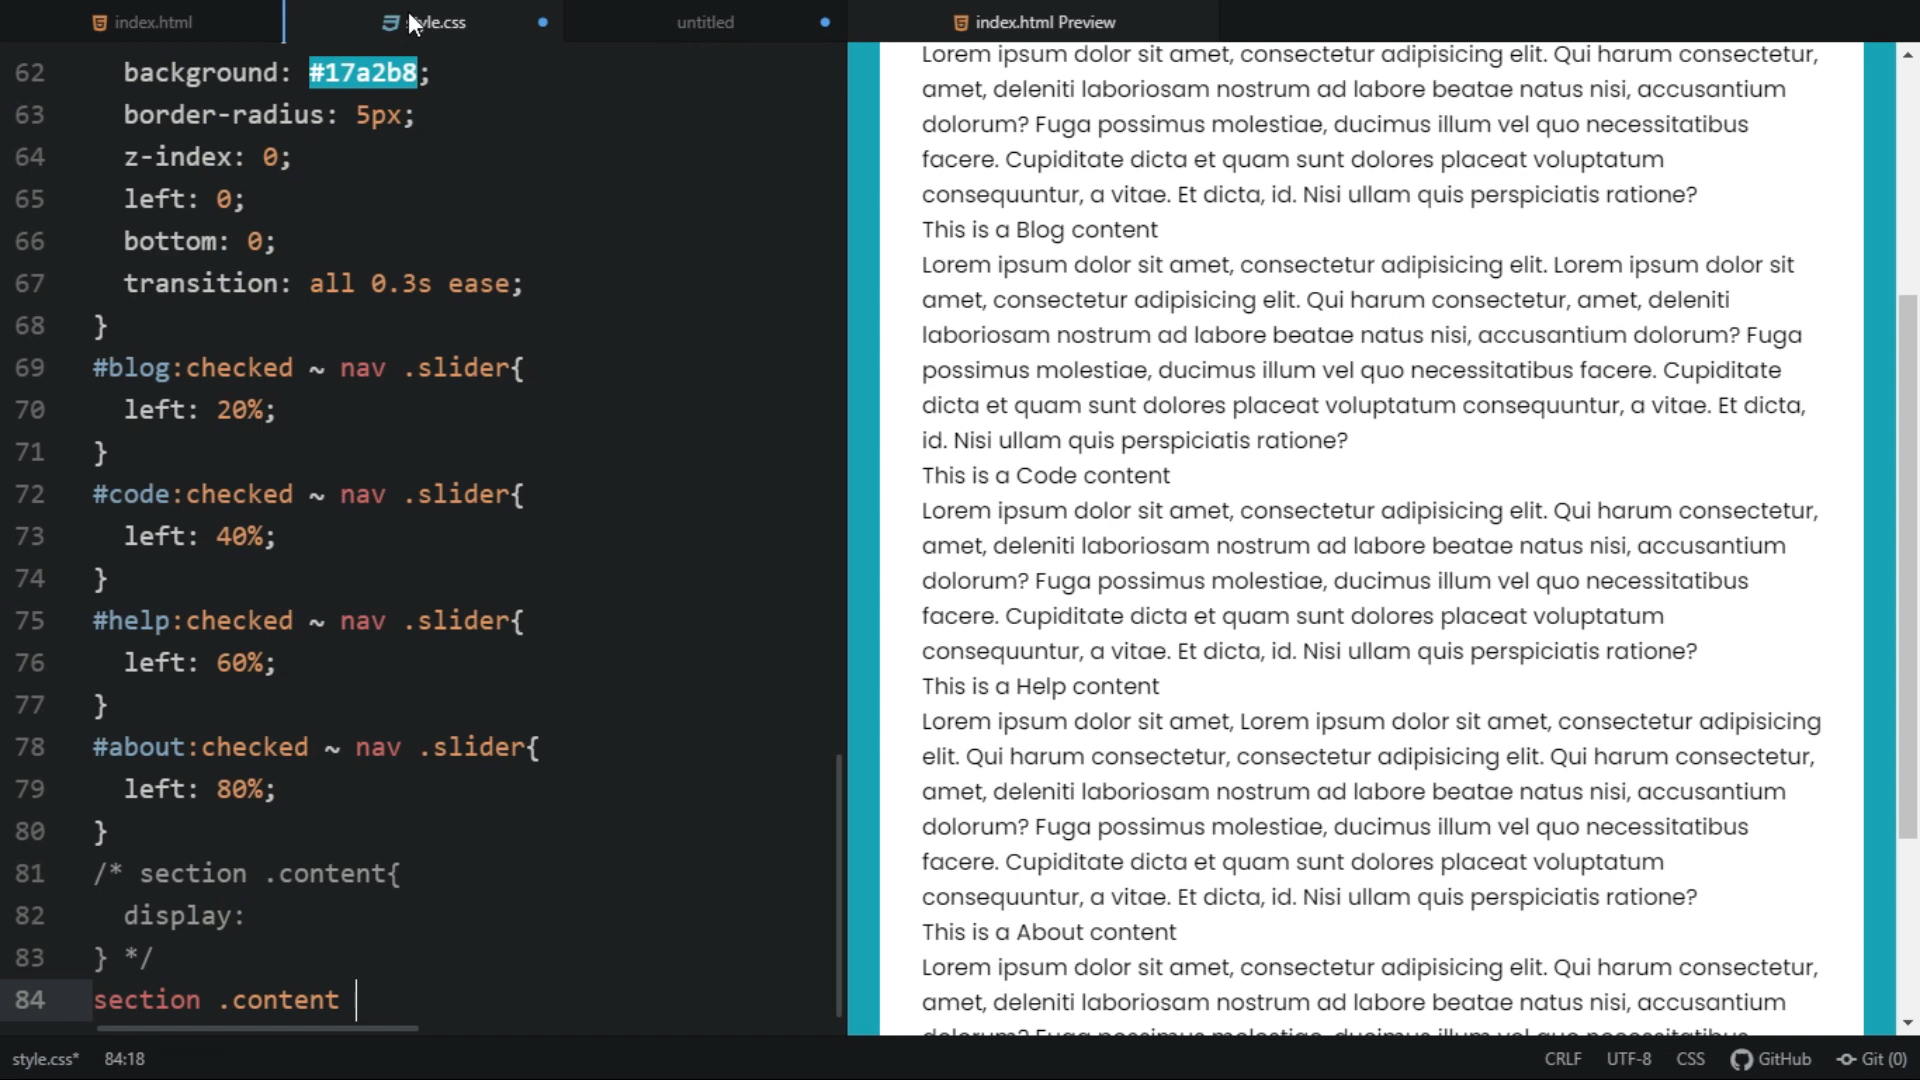 index.html
style.css
untitled
index.html Preview
62 background: #17a2b8;
63 border-radius: 5px;
64 z-index: 0;
65 left: 0;
66 bottom: 0;
67 transition: all 0.3s ease;
68 }
69 #blog:checked ~ nav .slider{
70 left: 20%;
71 }
72 #code:checked ~ nav .slider{
73 left: 40%;
74 }
75 #help:checked ~ nav .slider{
76 left: 60%;
77 }
78 #about:checked ~ nav .slider{
79 left: 80%;
80 }
81 /* section .content{
82 display:
83 } */
84 section .content
Lorem ipsum dolor sit amet, consectetur adipisicing elit. Qui harum consectetur,
amet, deleniti laboriosam nostrum ad labore beatae natus nisi, accusantium
dolorum? Fuga possimus molestiae, ducimus illum vel quo necessitatibus
facere. Cupiditate dicta et quam sunt dolores placeat voluptatum
consequuntur, a vitae. Et dicta, id. Nisi ullam quis perspiciatis ratione?
This is a Blog content
Lorem ipsum dolor sit amet, consectetur adipisicing elit. Lorem ipsum dolor sit
amet, consectetur adipisicing elit. Qui harum consectetur, amet, deleniti
laboriosam nostrum ad labore beatae natus nisi, accusantium dolorum? Fuga
possimus molestiae, ducimus illum vel quo necessitatibus facere. Cupiditate
dicta et quam sunt dolores placeat voluptatum consequuntur, a vitae. Et dicta,
id. Nisi ullam quis perspiciatis ratione?
This is a Code content
Lorem ipsum dolor sit amet, consectetur adipisicing elit. Qui harum consectetur,
amet, deleniti laboriosam nostrum ad labore beatae natus nisi, accusantium
dolorum? Fuga possimus molestiae, ducimus illum vel quo necessitatibus
facere. Cupiditate dicta et quam sunt dolores placeat voluptatum
consequuntur, a vitae. Et dicta, id. Nisi ullam quis perspiciatis ratione?
This is a Help content
Lorem ipsum dolor sit amet, Lorem ipsum dolor sit amet, consectetur adipisicing
elit. Qui harum consectetur, consectetur adipisicing elit. Qui harum consectetur,
amet, deleniti laboriosam nostrum ad labore beatae natus nisi, accusantium
dolorum? Fuga possimus molestiae, ducimus illum vel quo necessitatibus
facere. Cupiditate dicta et quam sunt dolores placeat voluptatum
consequuntur, a vitae. Et dicta, id. Nisi ullam quis perspiciatis ratione?
This is a About content
Lorem ipsum dolor sit amet, consectetur adipisicing elit. Qui harum consectetur,
amet, deleniti laboriosam nostrum ad labore beatae natus nisi, accusantium
dolorum? Fuga possimus molestiae, ducimus illum vel quo necessitatibus
style.css* 84:18
CRLF UTF-8 CSS GitHub Git (0)